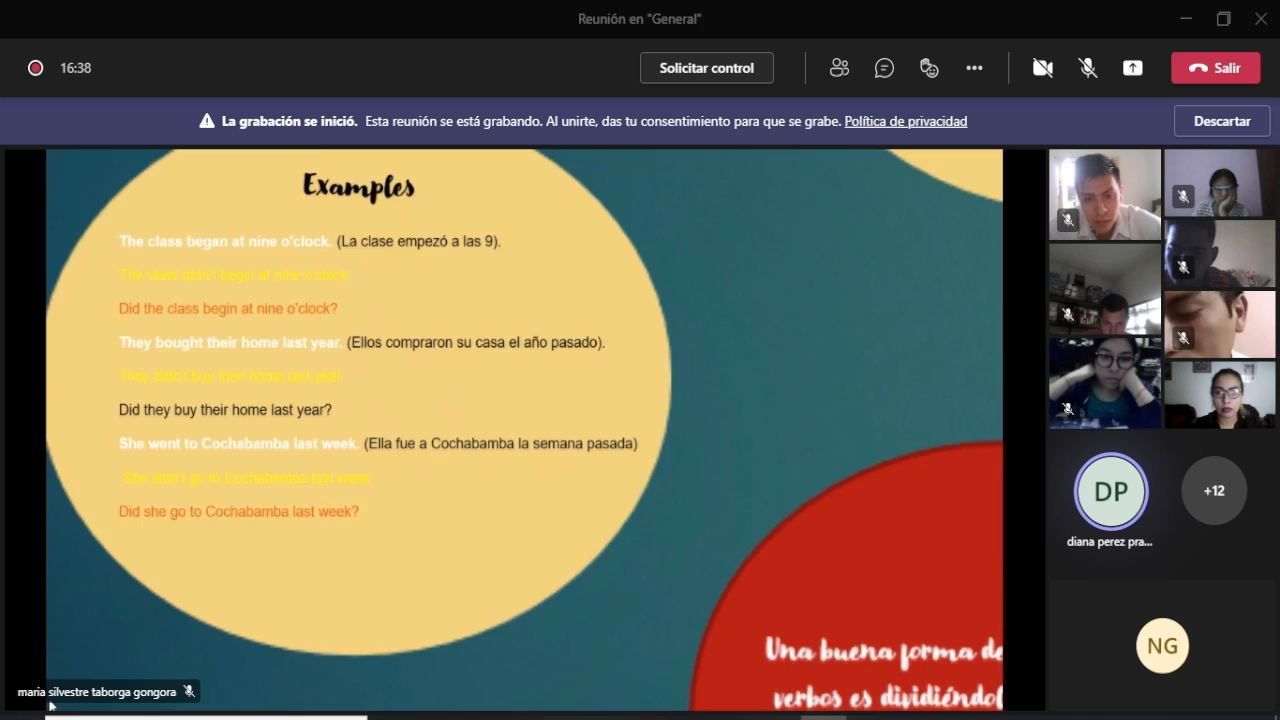 Reunión en "General"
16:38
Solicitar control
Salir
La grabación se inició. Esta reunión se está grabando. Al unirte, das tu consentimiento para que se grabe. Política de privacidad
Descartar
Examples
The class began at nine o'clock. (La clase empezó a las 9).
The class didn't begin at nine o'clock
Did the class begin at nine o'clock?
They bought their home last year. (Ellos compraron su casa el año pasado).
They didn't buy their home last year.
Did they buy their home last year?
She went to Cochabamba last week. (Ella fue a Cochabamba la semana pasada)
She didn't go to Cochabamba last week.
Did she go to Cochabamba last week?
Una buena forma de
verbos es dividiéndol
DP
+12
diana perez pra...
NG
maria silvestre taborga gongora